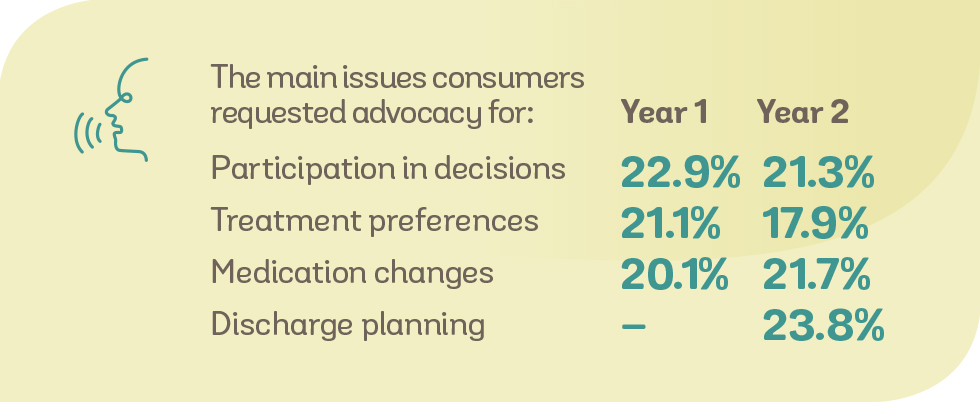 The main issues consumers
requested advocacy for: Year 1 Year 2
Participation in decisions 22.9% 21.3%
Treatment preferences 21.1% 17.9%
Medication changes 20.1% 21.7%
Discharge planning – 23.8%